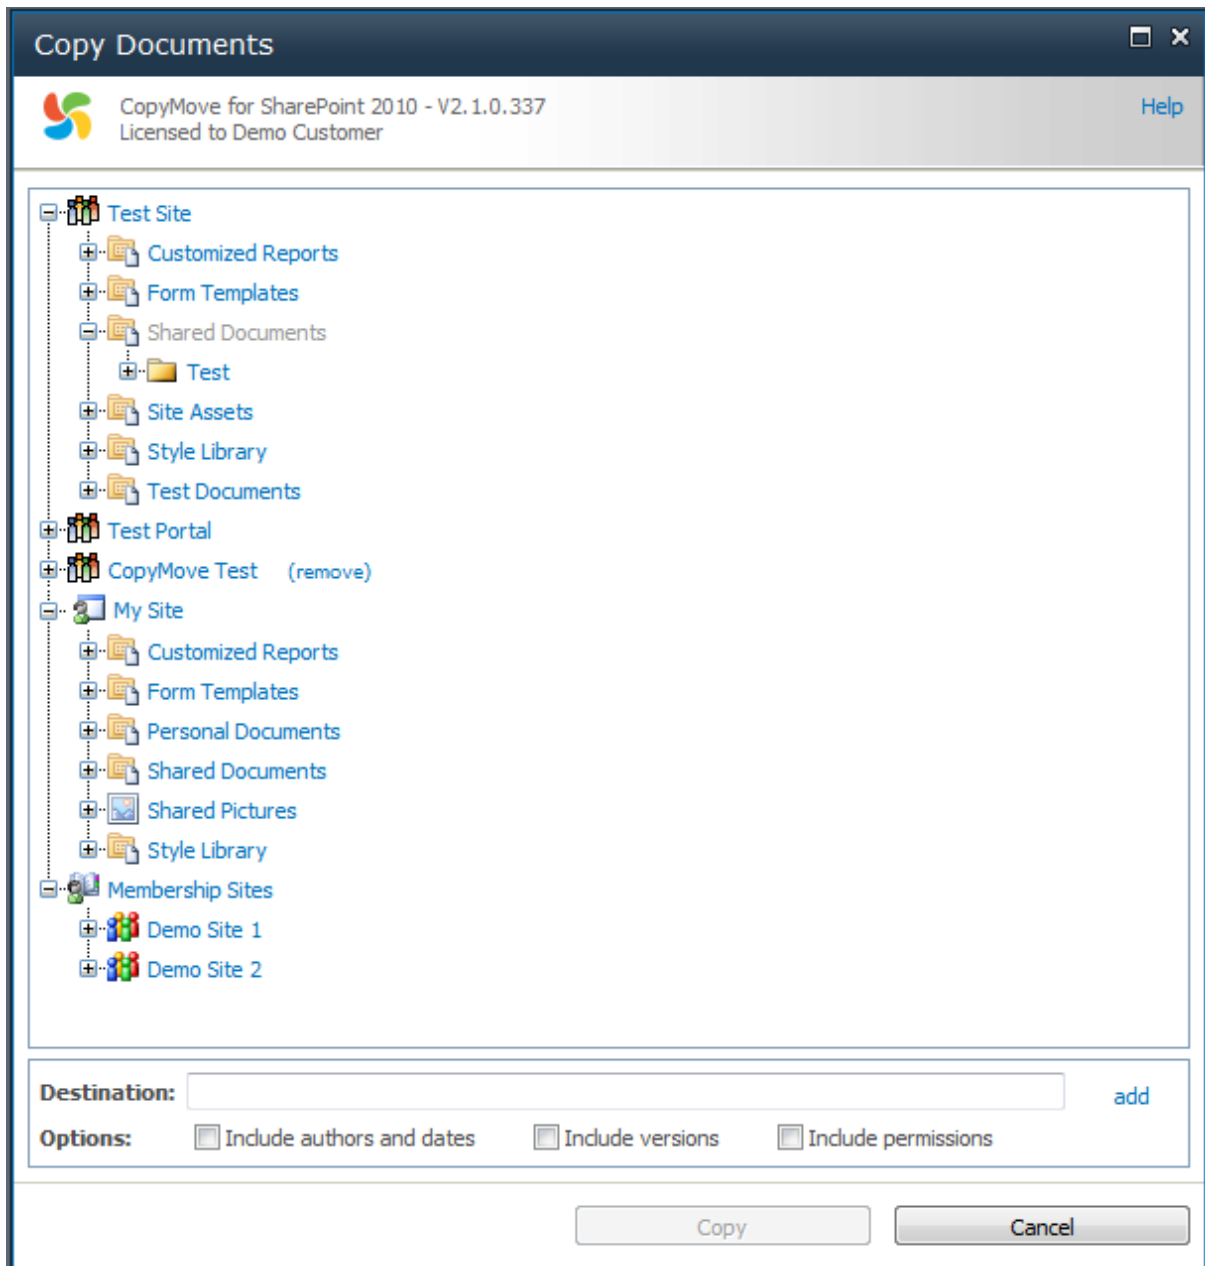 Copy Documents
CopyMove for SharePoint 2010 - V2.1.0.337
Licensed to Demo Customer
Help
Test Site
Customized Reports
Form Templates
Shared Documents
Test
Site Assets
Style Library
Test Documents
Test Portal
CopyMove Test (remove)
My Site
Customized Reports
Form Templates
Personal Documents
Shared Documents
Shared Pictures
Style Library
Membership Sites
Demo Site 1
Demo Site 2
Destination: add
Options: Include authors and dates Include versions Include permissions
Copy Cancel